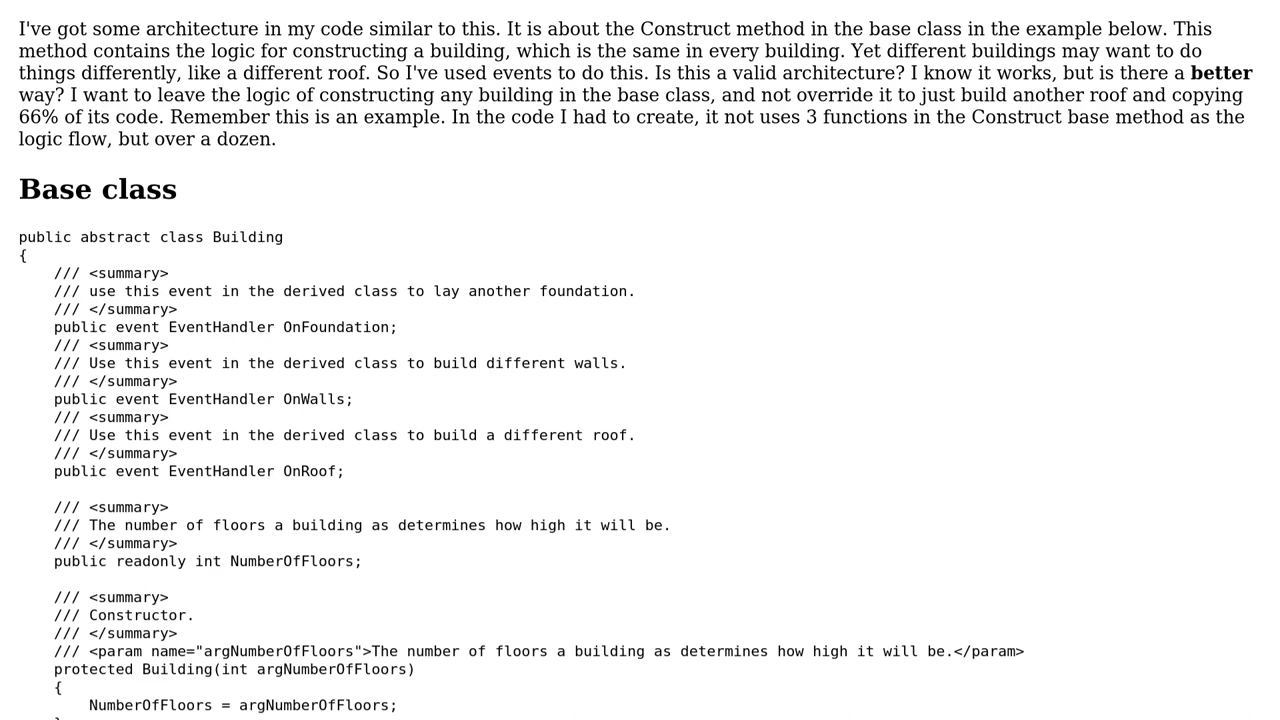 I've got some architecture in my code similar to this. It is about the Construct method in the base class in the example below. This
method contains the logic for constructing a building, which is the same in every building. Yet different buildings may want to do
things differently, like a different roof. So I've used events to do this. Is this a valid architecture? I know it works, but is there a better
way? I want to leave the logic of constructing any building in the base class, and not override it to just build another roof and copying
66% of its code. Remember this is an example. In the code I had to create, it not uses 3 functions in the Construct base method as the
logic flow, but over a dozen.
Base class
public abstract class Building
{
    /// <summary>
    /// use this event in the derived class to lay another foundation.
    /// </summary>
    public event EventHandler OnFoundation;
    /// <summary>
    /// Use this event in the derived class to build different walls.
    /// </summary>
    public event EventHandler OnWalls;
    /// <summary>
    /// Use this event in the derived class to build a different roof.
    /// </summary>
    public event EventHandler OnRoof;
    /// <summary>
    /// The number of floors a building as determines how high it will be.
    /// </summary>
    public readonly int NumberOfFloors;
    /// <summary>
    /// Constructor.
    /// </summary>
    /// <param name="argNumberOfFloors">The number of floors a building as determines how high it will be.</param>
    protected Building(int argNumberOfFloors)
    {
        NumberOfFloors = argNumberOfFloors;